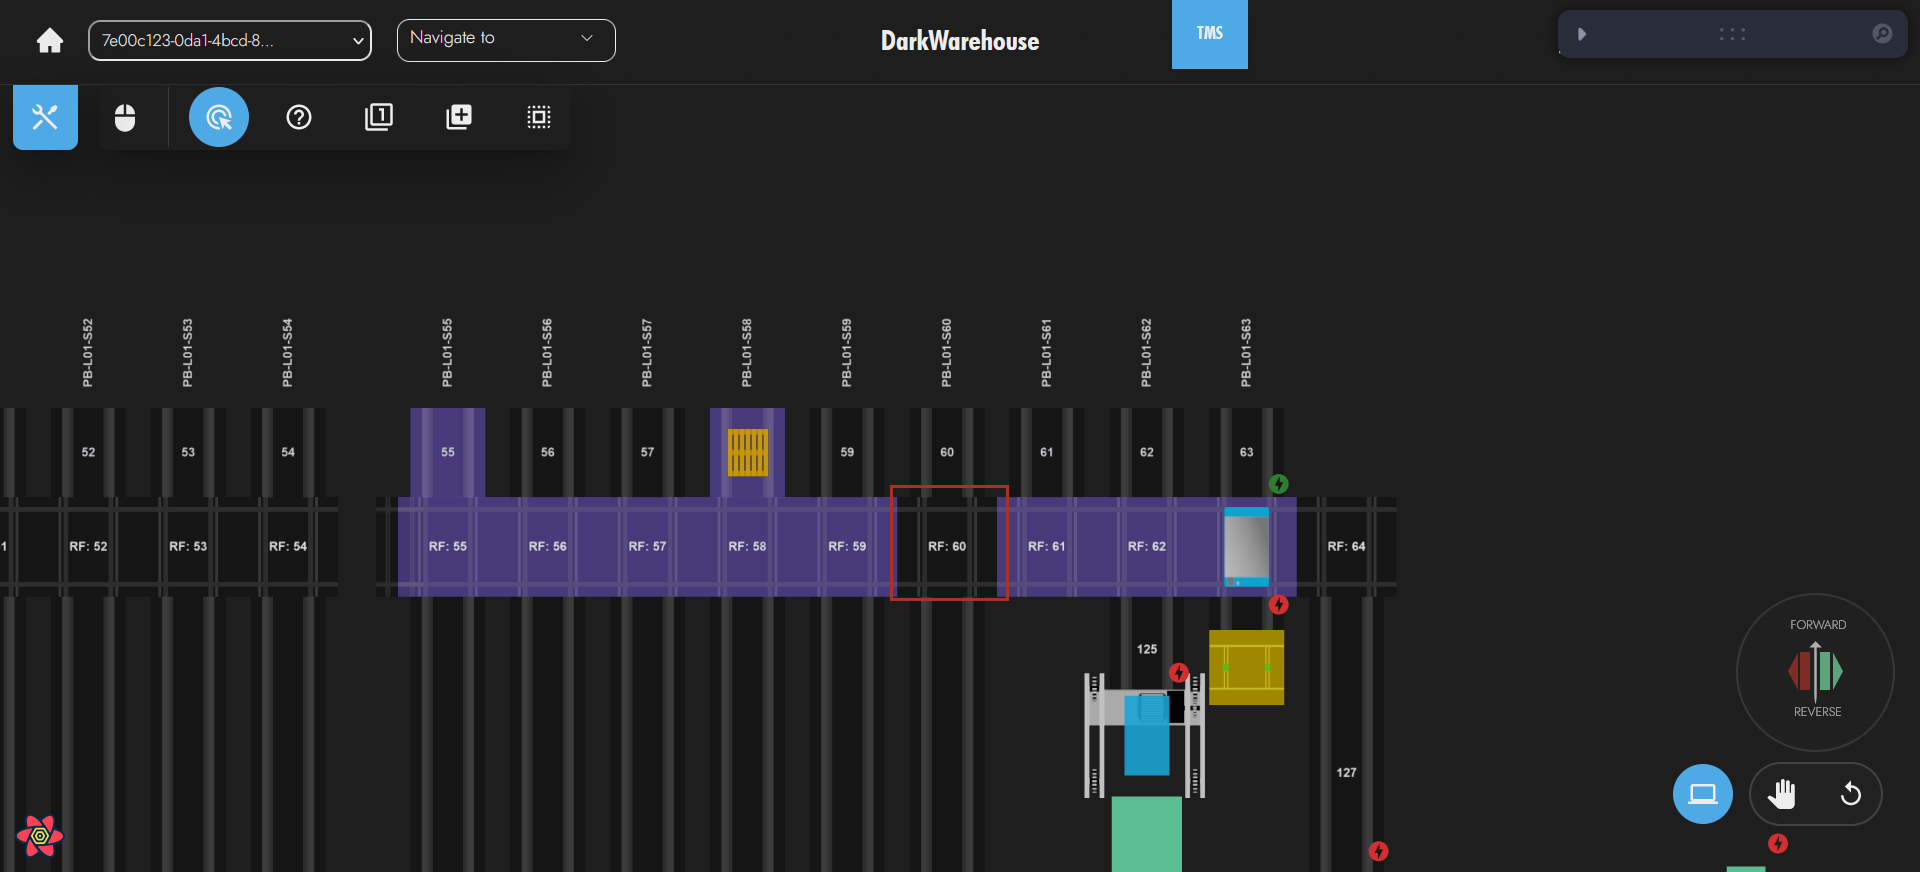 7e00c123-0da1-4bcd-8...
Navigate to
DarkWarehouse
TMS
1
PB-L01-S52
PB-L01-S53
PB-L01-S54
PB-L01-S55
PB-L01-S56
PB-L01-S57
PB-L01-S58
PB-L01-S59
PB-L01-S60
PB-L01-S61
PB-L01-S62
PB-L01-S63
52
53
54
55
56
57
59
60
61
62
63
1
RF: 52
RF: 53
RF: 54
RF: 55
RF: 56
RF: 57
RF: 58
RF: 59
RF: 60
RF: 61
RF: 62
RF: 64
125
127
FORWARD
REVERSE